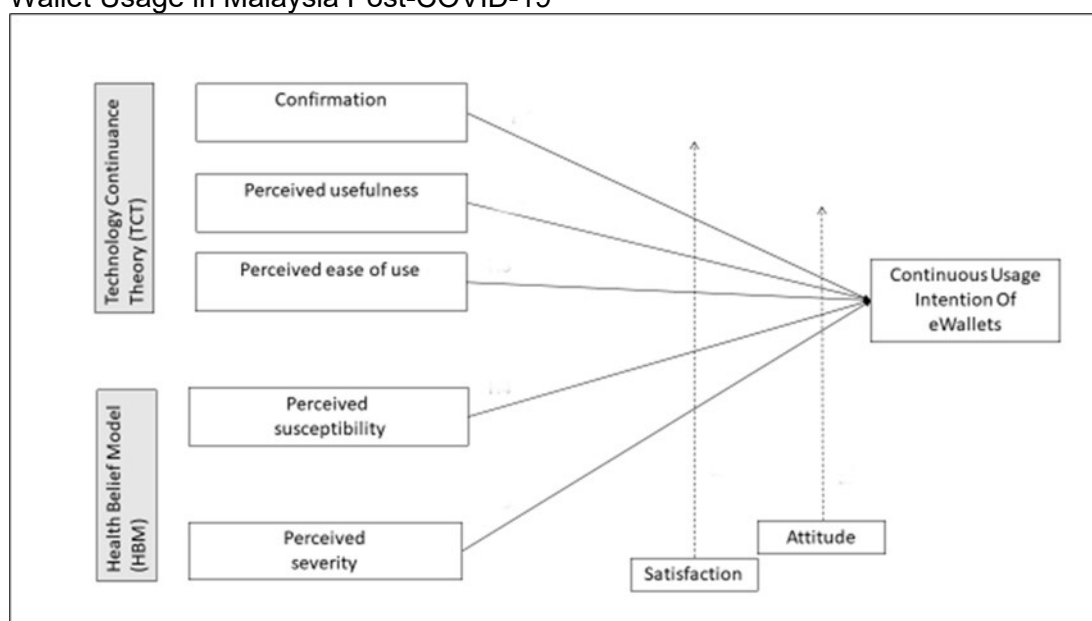 Wallet Usage in Malaysia Post-COVID-19
Technology Continuance
Theory (TCT)
Confirmation
Perceived usefulness
Perceived ease of use
Continuous Usage
Intention Of
eWallets
Health Belief Model
(HBM)
Perceived
susceptibility
Perceived
severity
Attitude
Satisfaction